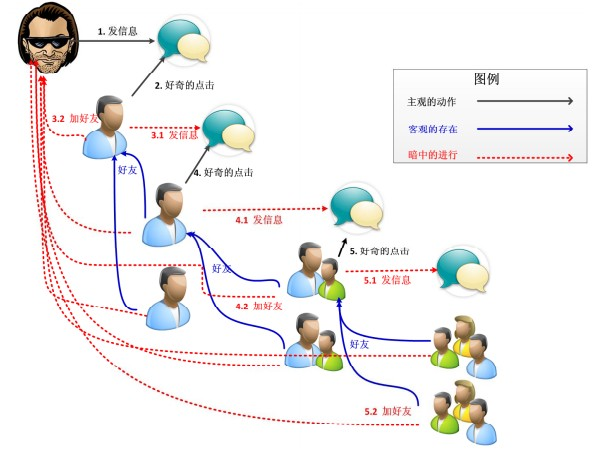 1. 发信息
图例
2. 好奇的点击
主观的动作
3.2 加好友
3.1 发信息
客观的存在
暗中的进行
好友
4. 好奇的点击
4.1 发信息
5. 好奇的点击
好友
5.1 发信息
4.2 加好友
好友
5.2 加好友